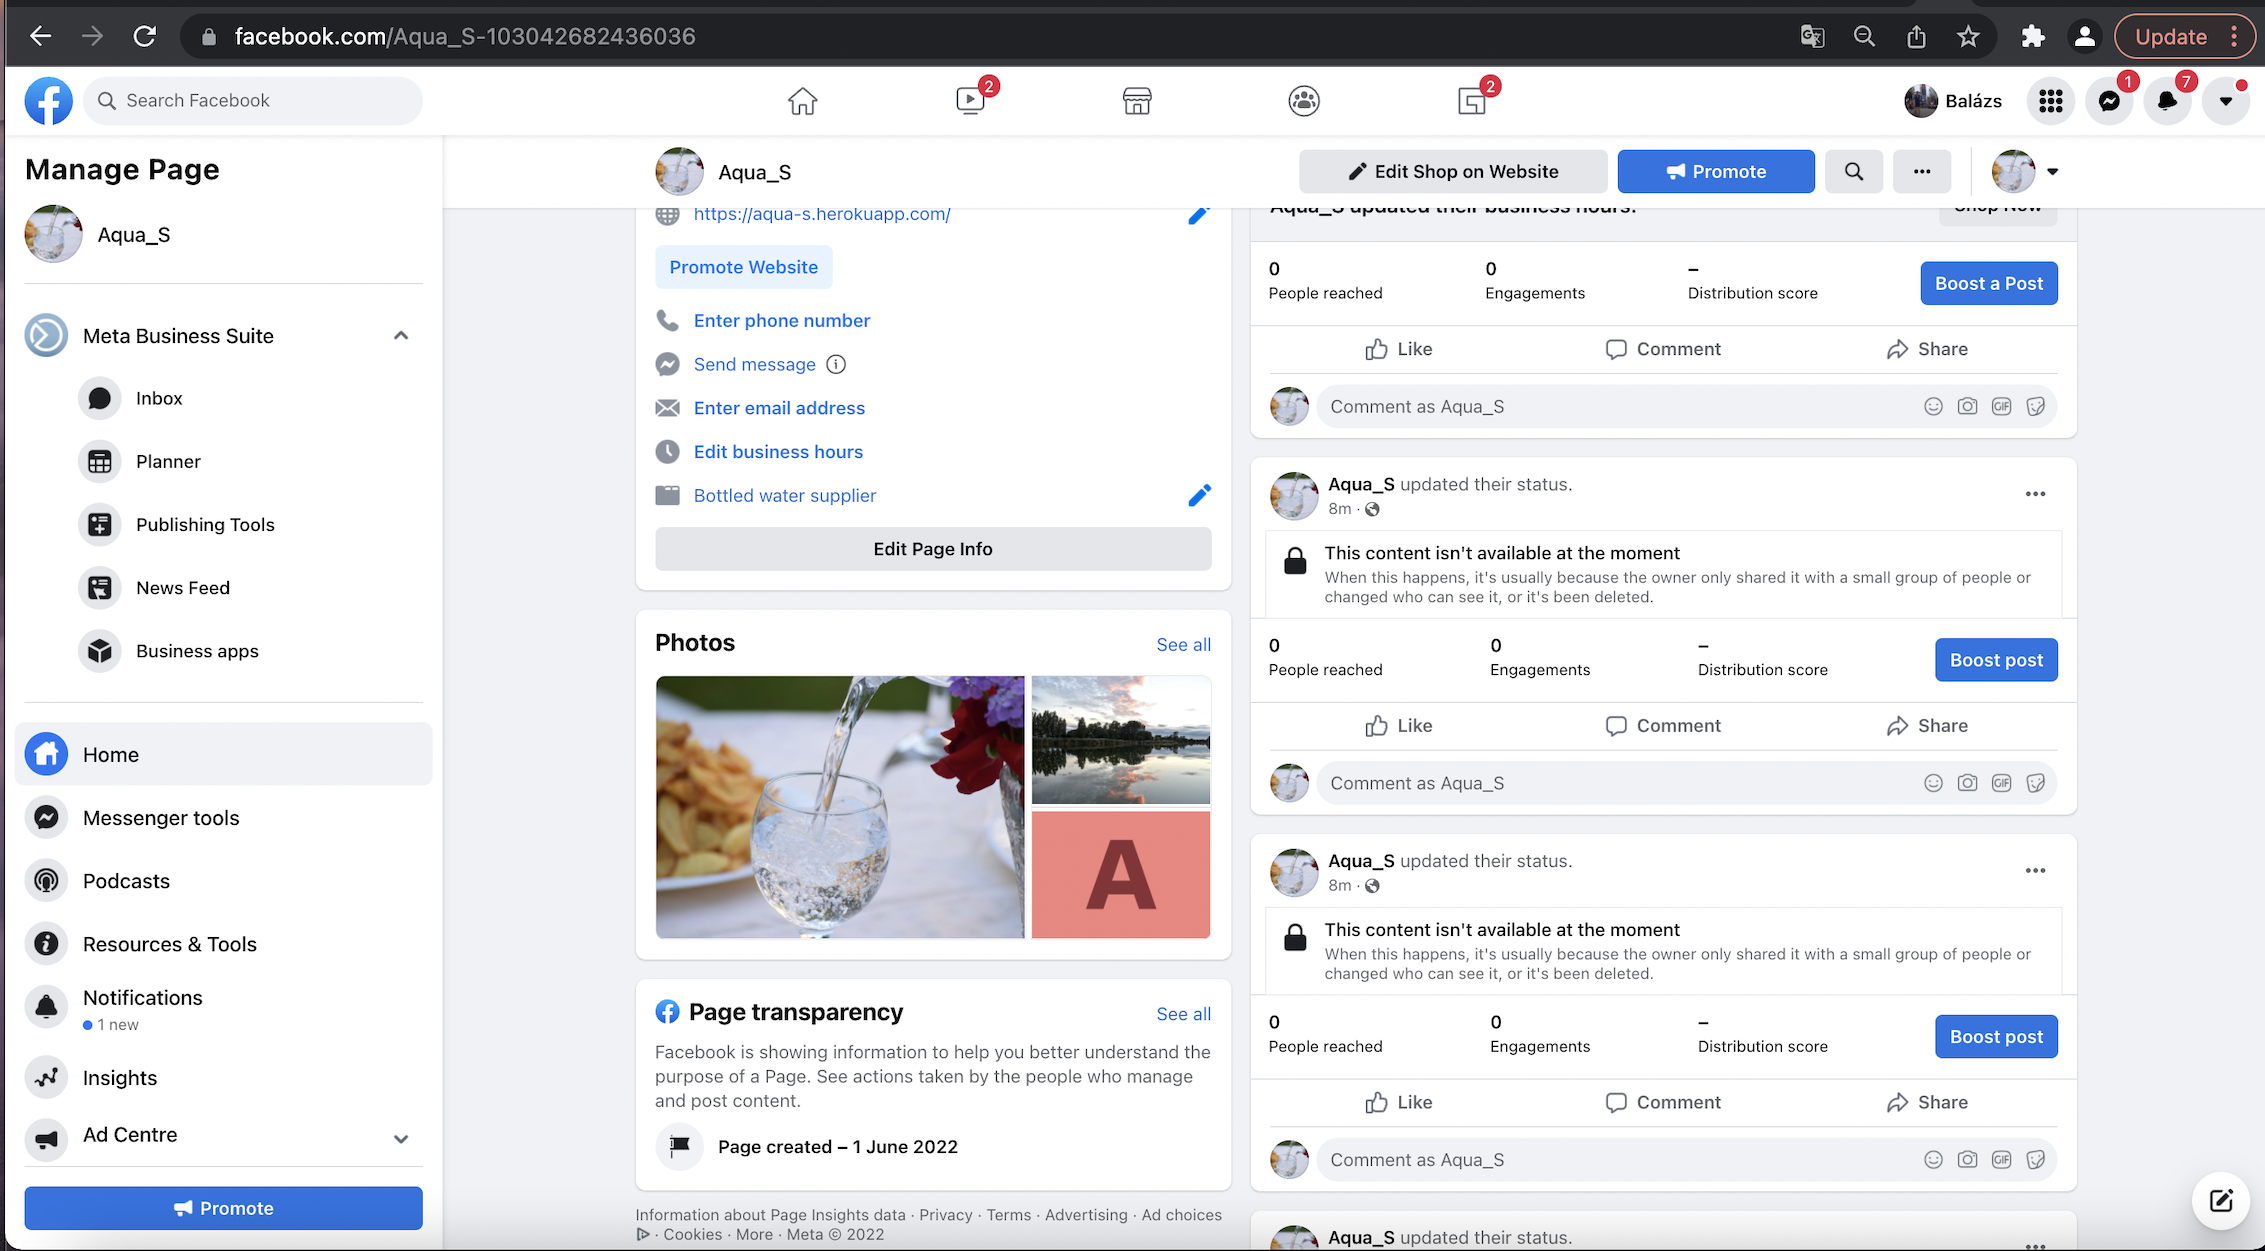 facebook.com/Aqua_S-103042682436036
Update
Search Facebook
2
2
Balázs
1
7
Manage Page
Aqua_S
Meta Business Suite
Inbox
Planner
Publishing Tools
News Feed
Business apps
Home
Messenger tools
Podcasts
Resources & Tools
Notifications
1 new
Insights
Ad Centre
Promote
Aqua_S
Edit Shop on Website
Promote
https://aqua-s.herokuapp.com/
Promote Website
Enter phone number
Send message
Enter email address
Edit business hours
Bottled water supplier
Edit Page Info
Photos
See all
A
Page transparency
See all
Facebook is showing information to help you better understand the
purpose of a Page. See actions taken by the people who manage
and post content.
Page created – 1 June 2022
Information about Page Insights data · Privacy · Terms · Advertising · Ad choices
· Cookies · More · Meta © 2022
Aqua_S updated their business hours.
Shop Now
0
People reached
0
Engagements
–
Distribution score
Boost a Post
Like
Comment
Share
Comment as Aqua_S
GIF
Aqua_S updated their status.
8m ·
This content isn't available at the moment
When this happens, it's usually because the owner only shared it with a small group of people or
changed who can see it, or it's been deleted.
0
People reached
0
Engagements
–
Distribution score
Boost post
Like
Comment
Share
Comment as Aqua_S
GIF
Aqua_S updated their status.
8m ·
This content isn't available at the moment
When this happens, it's usually because the owner only shared it with a small group of people or
changed who can see it, or it's been deleted.
0
People reached
0
Engagements
–
Distribution score
Boost post
Like
Comment
Share
Comment as Aqua_S
GIF
Aqua_S updated their status.